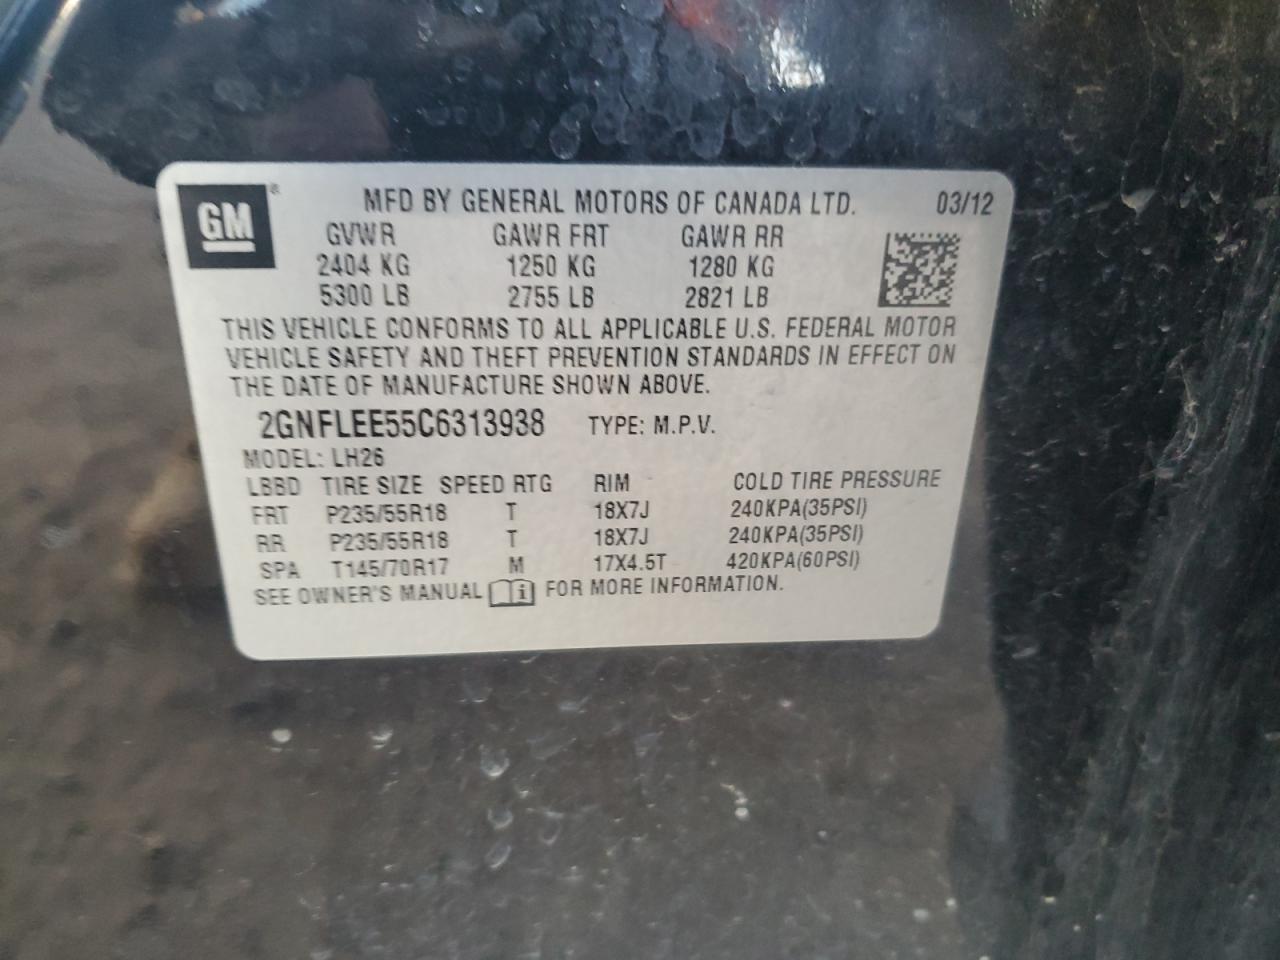 GM ®
MFD BY GENERAL MOTORS OF CANADA LTD. 03/12
GVWR GAWR FRT GAWR RR
2404 KG 1250 KG 1280 KG
5300 LB 2755 LB 2821 LB
THIS VEHICLE CONFORMS TO ALL APPLICABLE U.S. FEDERAL MOTOR
VEHICLE SAFETY AND THEFT PREVENTION STANDARDS IN EFFECT ON
THE DATE OF MANUFACTURE SHOWN ABOVE.
2GNFLEE55C6313938 TYPE: M.P.V.
MODEL: LH26
LBBD TIRE SIZE SPEED RTG RIM COLD TIRE PRESSURE
FRT P235/55R18 T 18X7J 240KPA(35PSI)
RR P235/55R18 T 18X7J 240KPA(35PSI)
SPA T145/70R17 M 17X4.5T 420KPA(60PSI)
SEE OWNER'S MANUAL i FOR MORE INFORMATION.